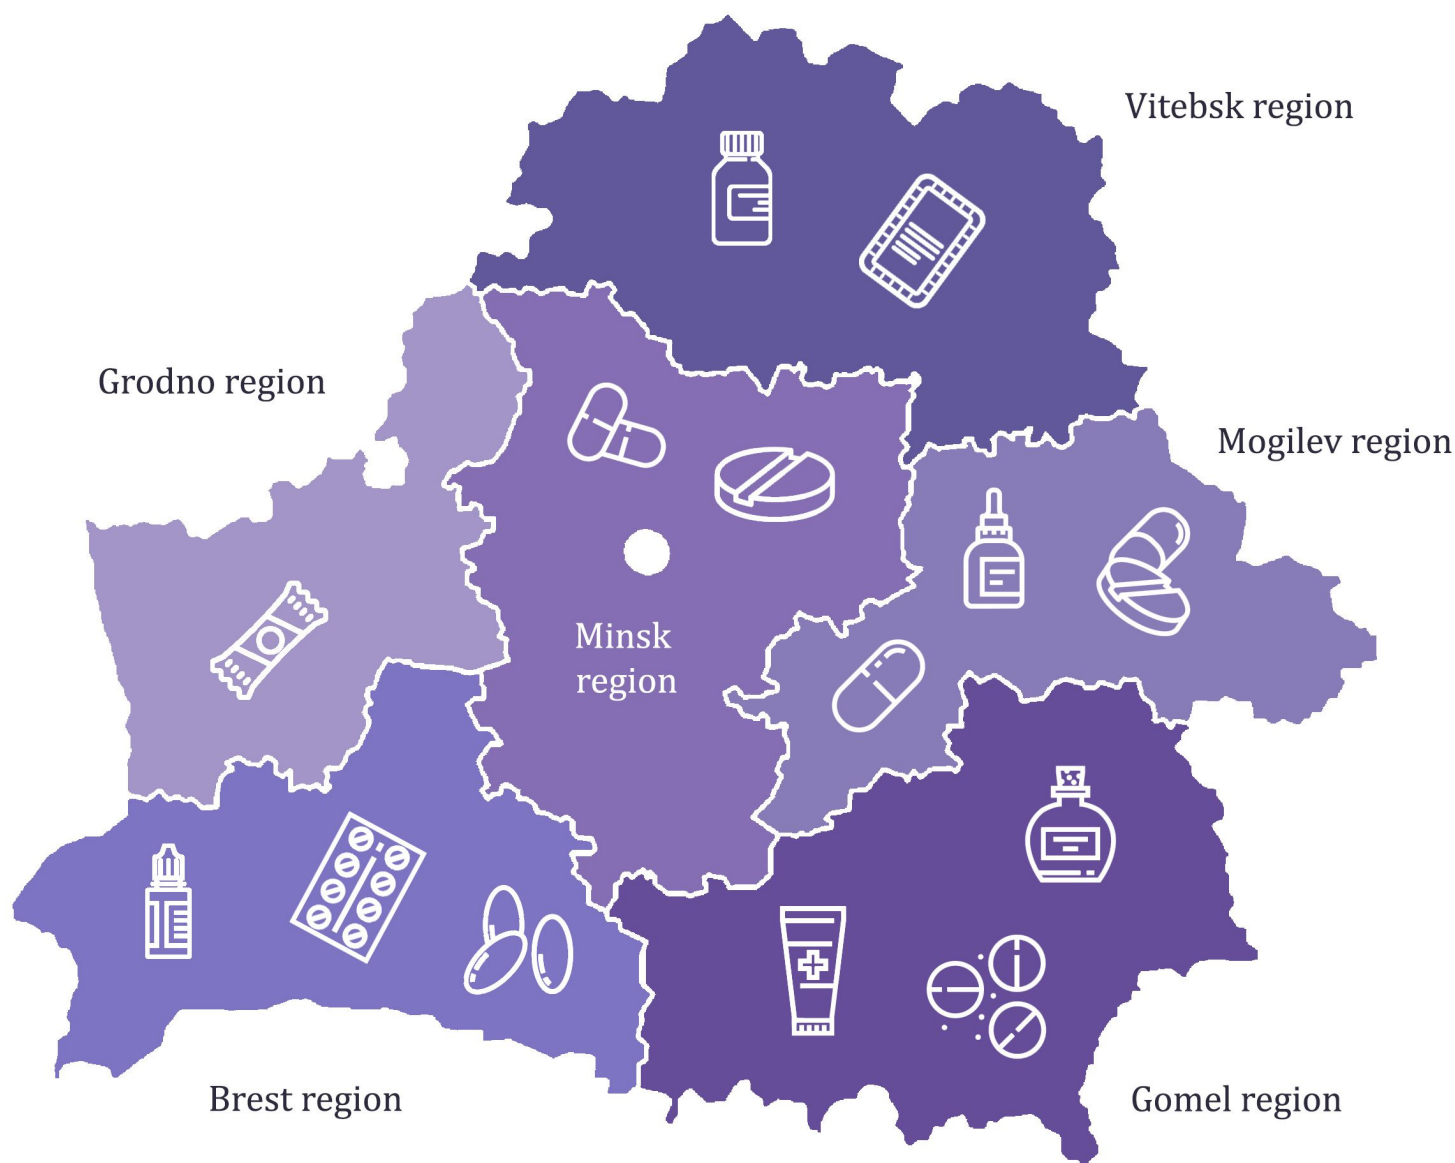 Vitebsk region
Grodno region
Mogilev region
Minsk
region
Brest region
Gomel region